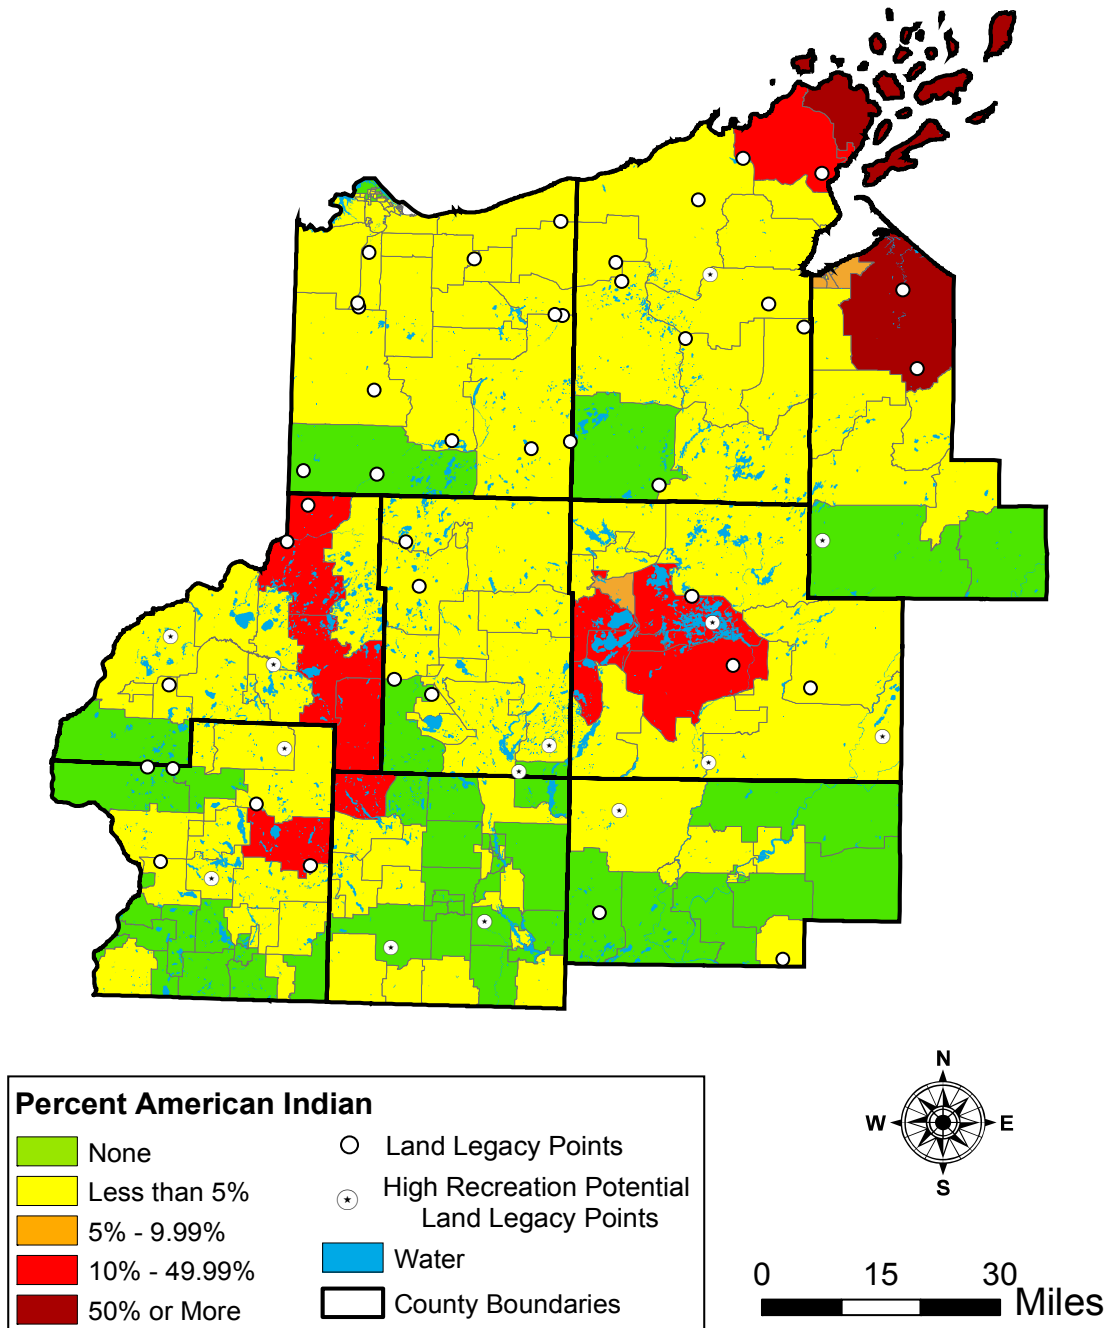 Percent American Indian
None
Less than 5%
5% - 9.99%
10% - 49.99%
50% or More
Land Legacy Points
High Recreation Potential
Land Legacy Points
Water
County Boundaries
N
W
E
S
0 15 30
Miles